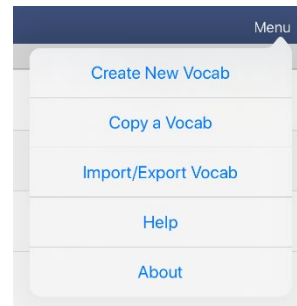 Menu
Create New Vocab
Copy a Vocab
Import/Export Vocab
Help
About